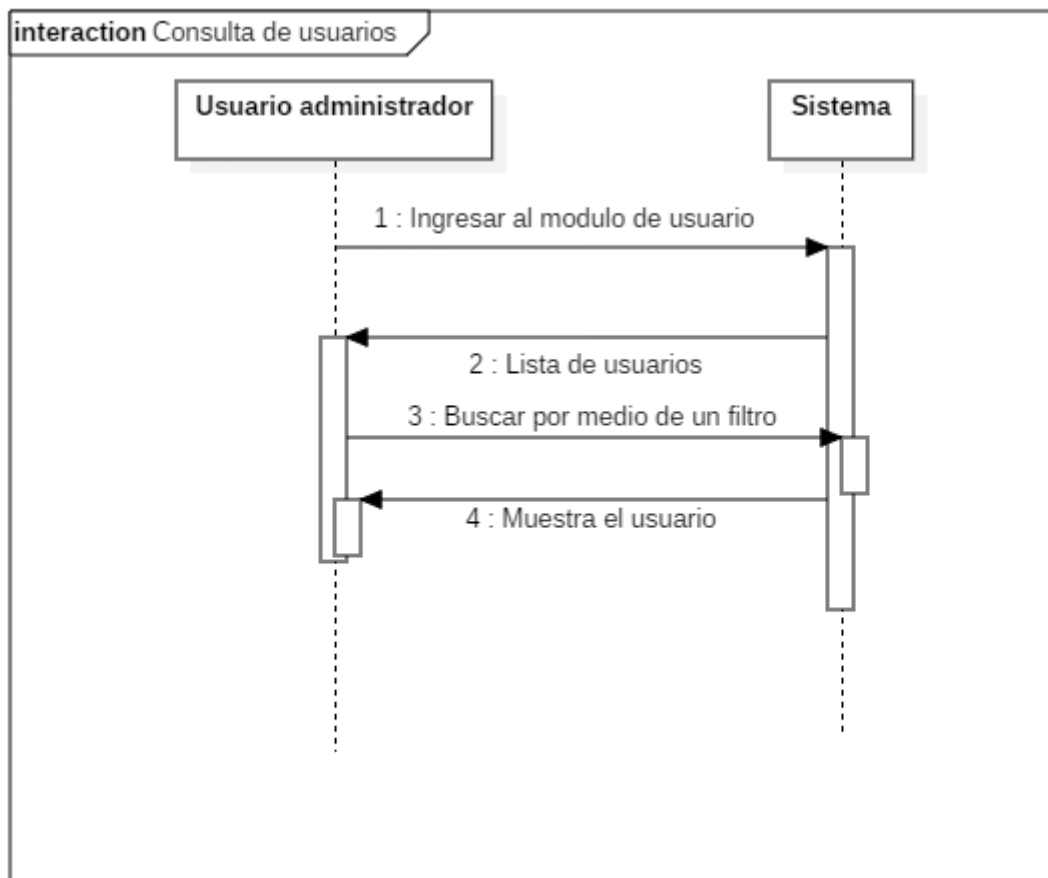 interaction Consulta de usuarios
Usuario administrador
Sistema
1 : Ingresar al modulo de usuario
2 : Lista de usuarios
3 : Buscar por medio de un filtro
4 : Muestra el usuario